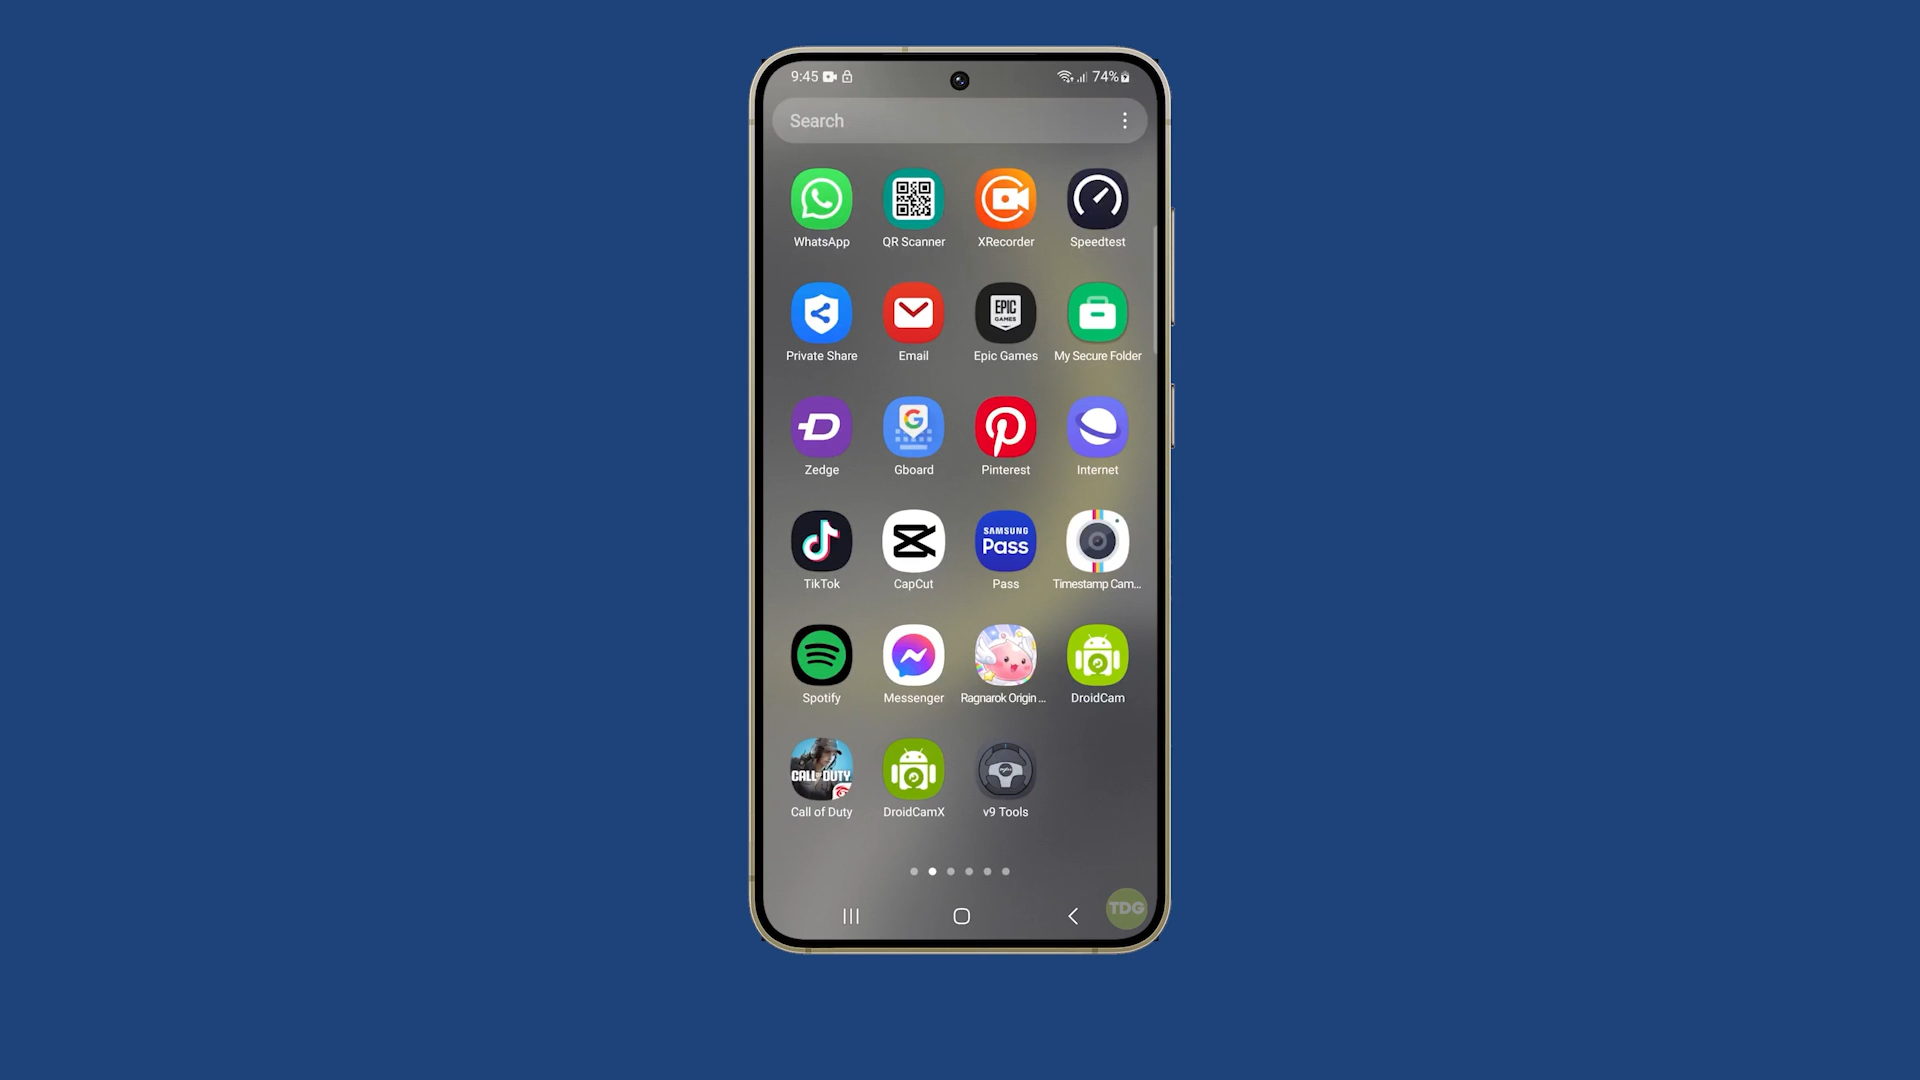 9:45 74%
Search
WhatsApp QR Scanner XRecorder Speedtest
EPIC GAMES
Private Share Email Epic Games My Secure Folder
Zedge Gboard Pinterest Internet
SAMSUNG Pass
TikTok CapCut Pass Timestamp Cam...
Spotify Messenger Ragnarok Origin ... DroidCam
CALL OF DUTY
Call of Duty DroidCamX v9 Tools
TDG